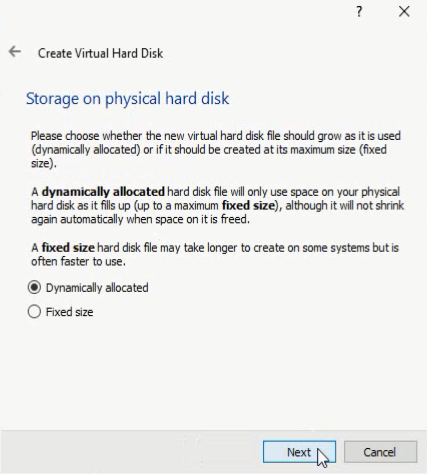 ?
Create Virtual Hard Disk
Storage on physical hard disk
Please choose whether the new virtual hard disk file should grow as it is used
(dynamically allocated) or if it should be created at its maximum size (fixed
size).
A dynamically allocated hard disk file will only use space on your physical
hard disk as it fills up (up to a maximum fixed size), although it will not shrink
again automatically when space on it is freed.
A fixed size hard disk file may take longer to create on some systems but is
often faster to use.
Dynamically allocated
Fixed size
Next Cancel